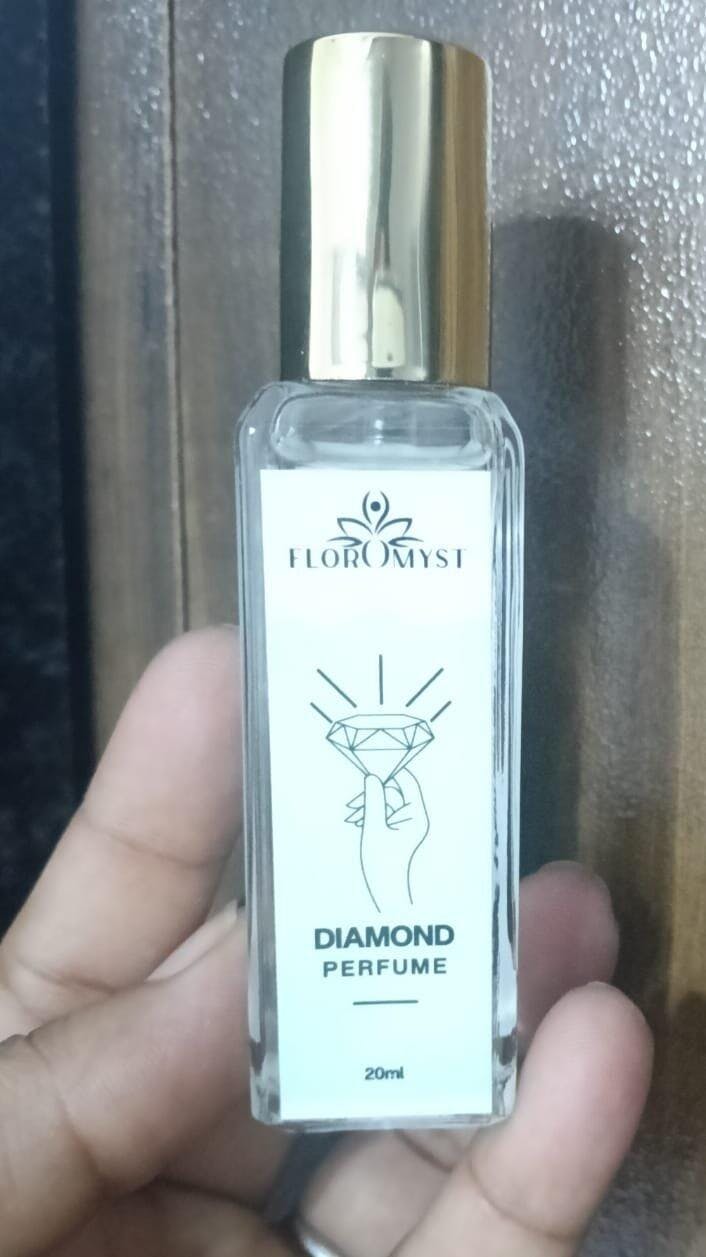 FLOROMYST
DIAMOND
PERFUME
20ml